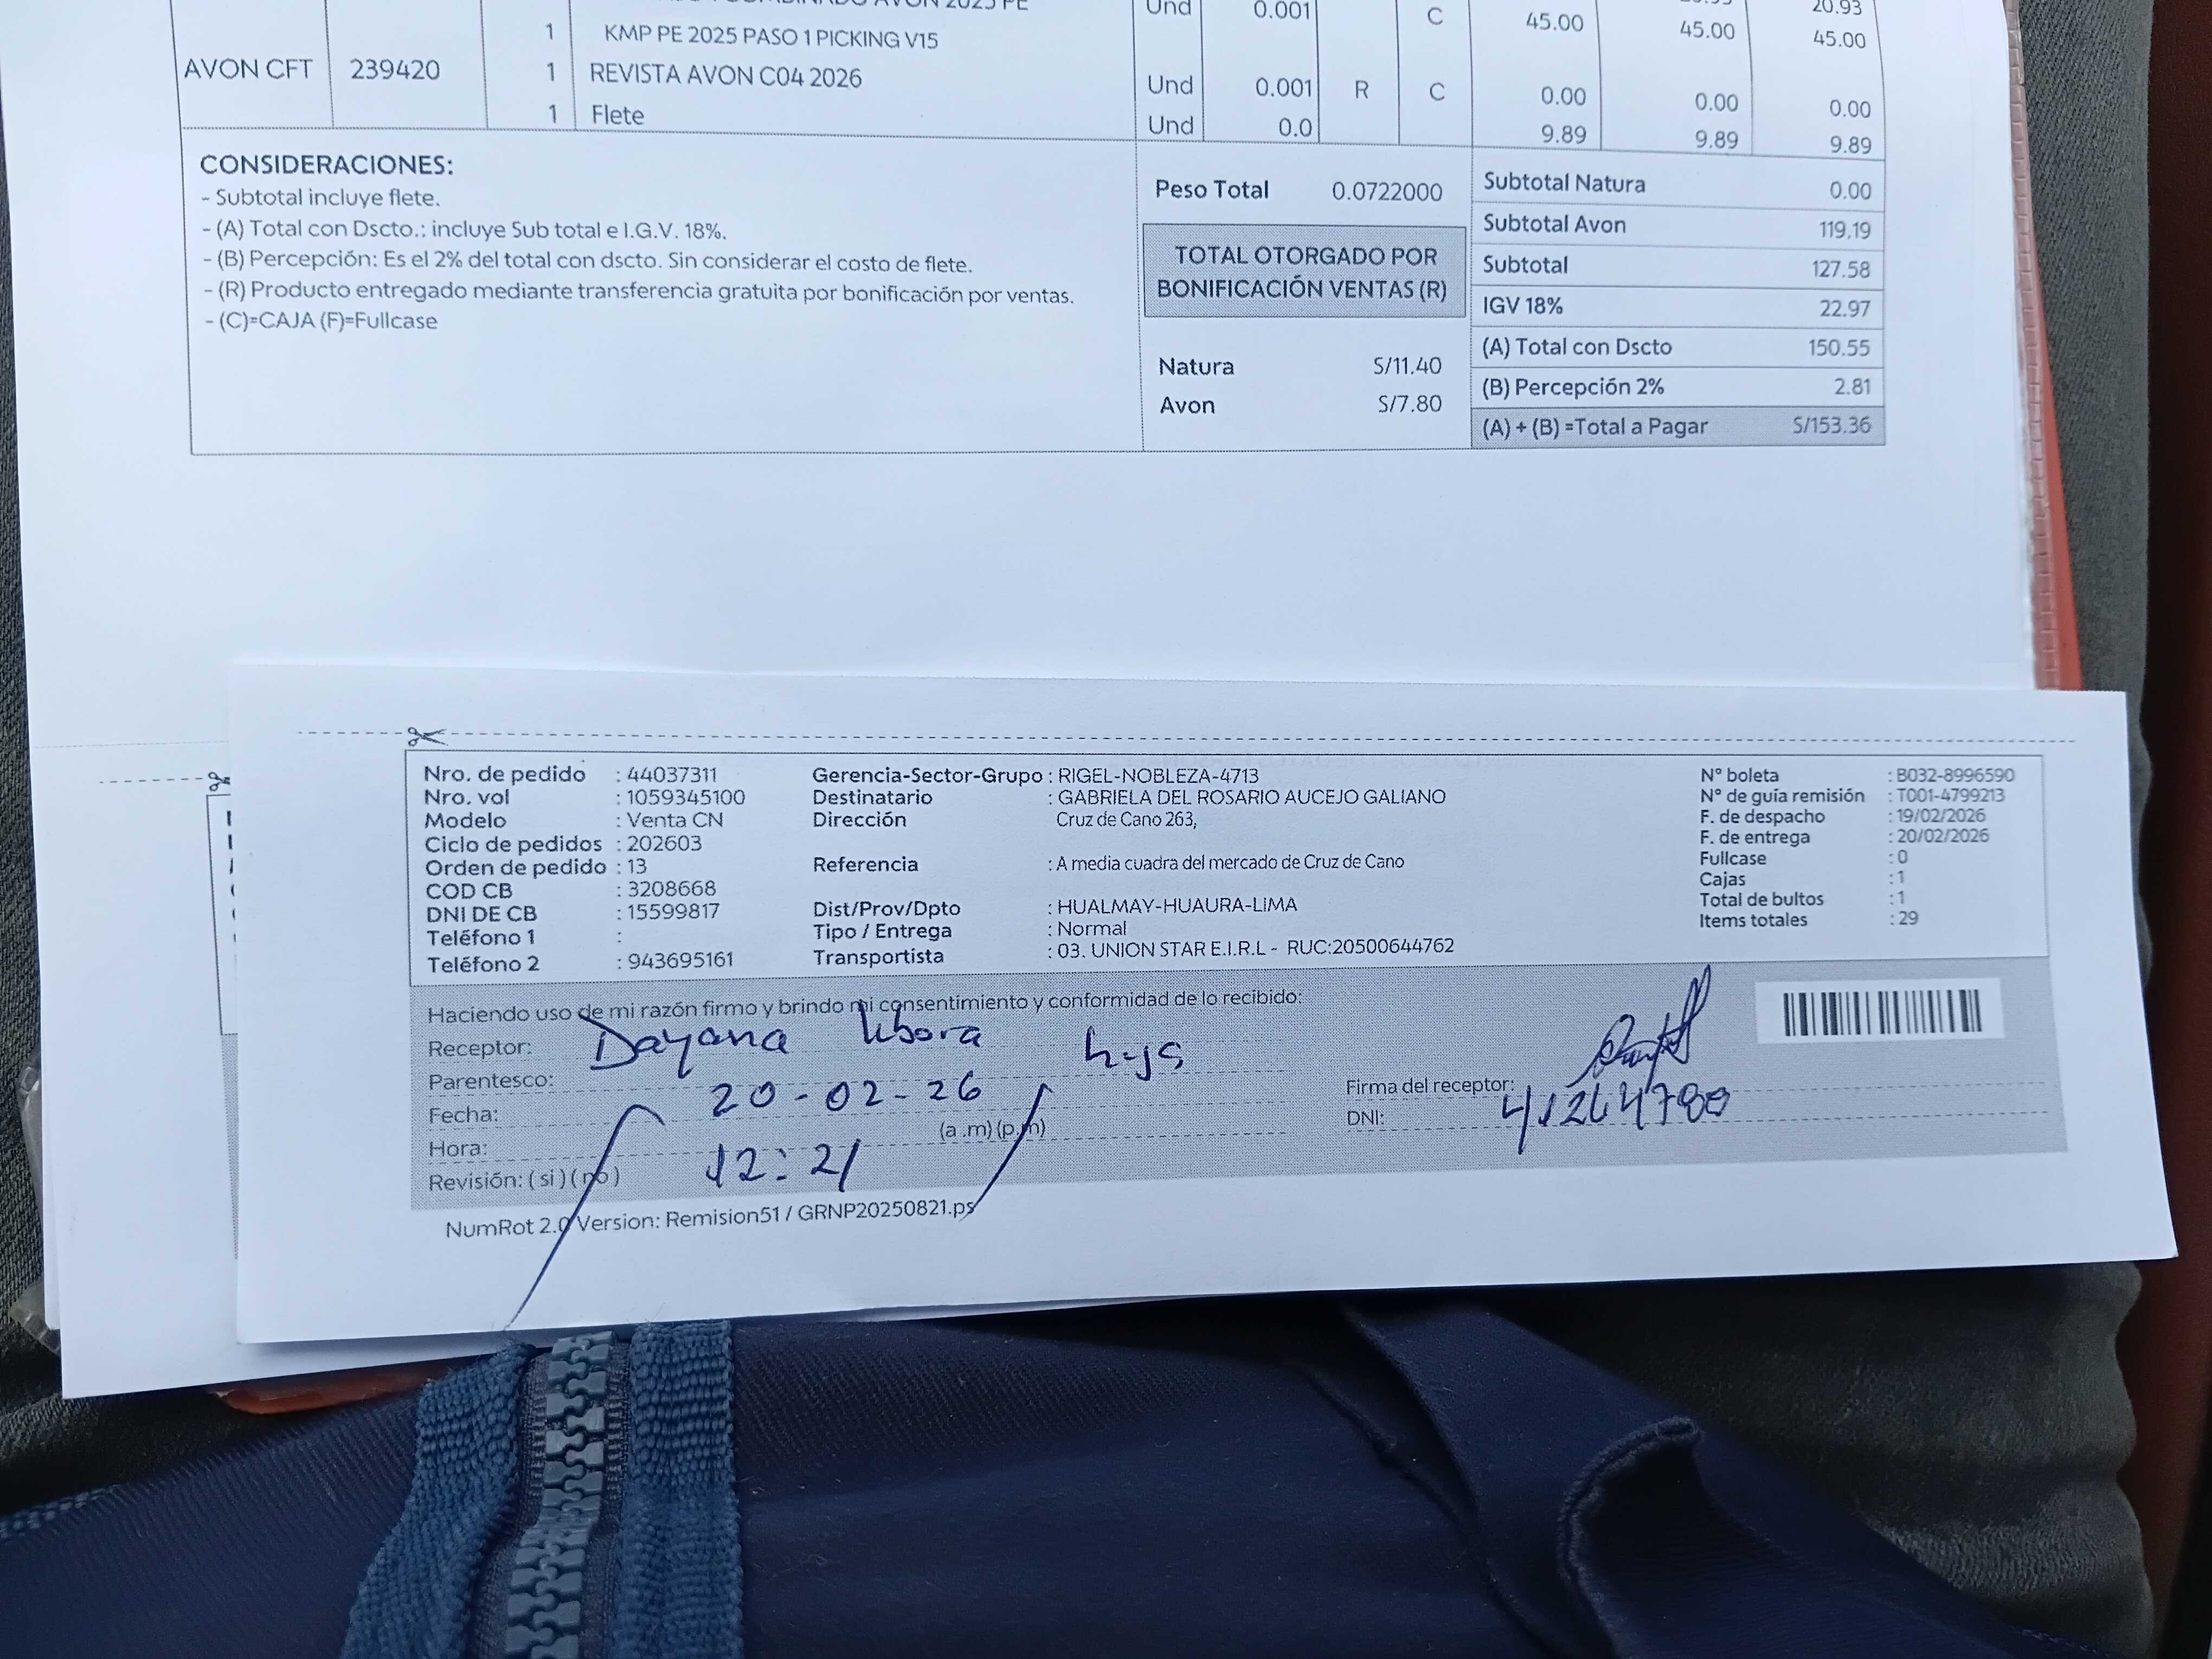 20.93
Und 0.001 C 45.00 45.00 45.00
1 KMP PE 2025 PASO 1 PICKING V15
AVON CFT 239420 1 REVISTA AVON C04 2026 Und 0.001 R C 0.00 0.00 0.00
1 Flete Und 0.0 9.89 9.89 9.89
CONSIDERACIONES:
- Subtotal incluye flete.
- (A) Total con Dscto.: incluye Sub total e I.G.V. 18%.
- (B) Percepción: Es el 2% del total con dscto. Sin considerar el costo de flete.
- (R) Producto entregado mediante transferencia gratuita por bonificación por ventas.
- (C)=CAJA (F)=Fullcase
Peso Total 0.0722000
TOTAL OTORGADO POR
BONIFICACIÓN VENTAS (R)
Natura S/11.40
Avon S/7.80
Subtotal Natura 0.00
Subtotal Avon 119.19
Subtotal 127.58
IGV 18% 22.97
(A) Total con Dscto 150.55
(B) Percepción 2% 2.81
(A) + (B) =Total a Pagar S/153.36
Nro. de pedido : 44037311
Nro. vol : 1059345100
Modelo : Venta CN
Ciclo de pedidos : 202603
Orden de pedido : 13
COD CB : 3208668
DNI DE CB : 15599817
Teléfono 1 :
Teléfono 2 : 943695161
Gerencia-Sector-Grupo : RIGEL-NOBLEZA-4713
Destinatario : GABRIELA DEL ROSARIO AUCEJO GALIANO
Dirección Cruz de Cano 263,
Referencia : A media cuadra del mercado de Cruz de Cano
Dist/Prov/Dpto : HUALMAY-HUAURA-LIMA
Tipo / Entrega : Normal
Transportista : 03. UNION STAR E.I.R.L - RUC:20500644762
N° boleta : B032-8996590
N° de guía remisión : T001-4799213
F. de despacho : 19/02/2026
F. de entrega : 20/02/2026
Fullcase : 0
Cajas : 1
Total de bultos : 1
Items totales : 29
Haciendo uso de mi razón firmo y brindo mi consentimiento y conformidad de lo recibido:
Receptor: Dayana
Parentesco:
Fecha: 20-02-26
Hora: 12:21 (a .m) (p.m)
Revisión: ( si ) ( no )
Firma del receptor:
DNI: 41264780
NumRot 2.0 Version: Remision51 / GRNP20250821.ps